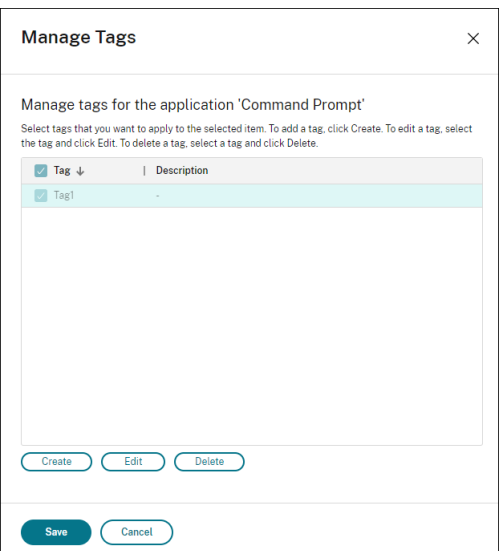 Manage Tags
Manage tags for the application 'Command Prompt'
Select tags that you want to apply to the selected item. To add a tag, click Create. To edit a tag, select
the tag and click Edit. To delete a tag, select a tag and click Delete.
Tag ↓ | Description
Tag1 -
Create Edit Delete
Save Cancel